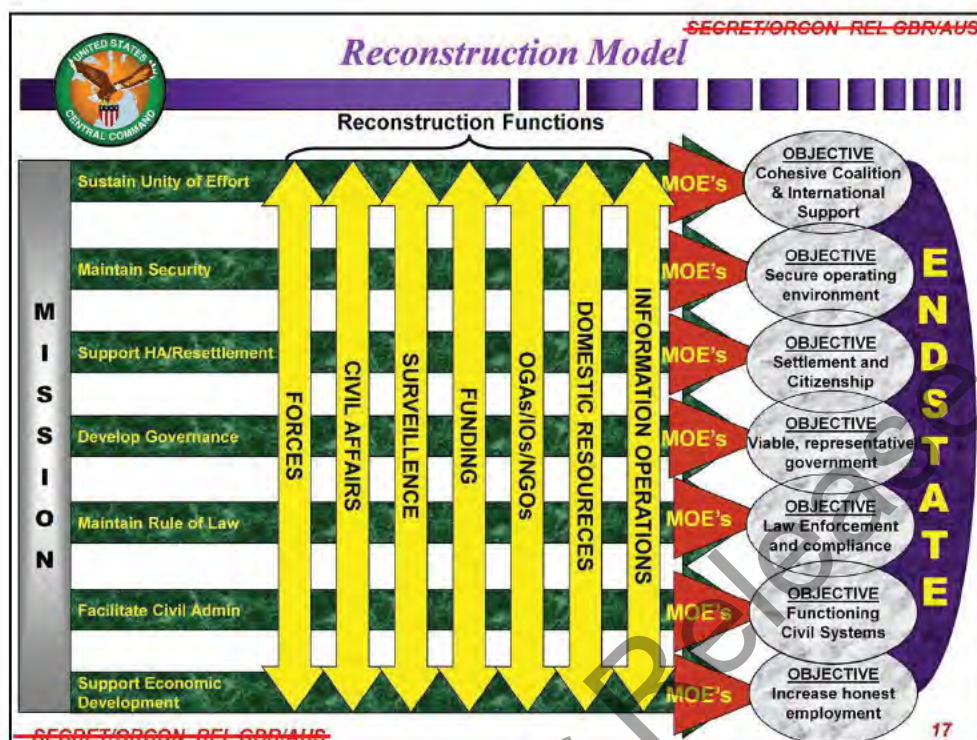 SECRET/ORCON REL GBR/AUS
Reconstruction Model
UNITED STATES
CENTRAL COMMAND
Reconstruction Functions
MISSION
Sustain Unity of Effort
Maintain Security
Support HA/Resettlement
Develop Governance
Maintain Rule of Law
Facilitate Civil Admin
Support Economic
Development
FORCES
CIVIL AFFAIRS
SURVEILLENCE
FUNDING
OGAs/IOs/NGOs
DOMESTIC RESOURECES
INFORMATION OPERATIONS
MOE's
MOE's
MOE's
MOE's
MOE's
MOE's
MOE's
OBJECTIVE
Cohesive Coalition
& International
Support
OBJECTIVE
Secure operating
environment
OBJECTIVE
Settlement and
Citizenship
OBJECTIVE
Viable, representative
government
OBJECTIVE
Law Enforcement
and compliance
OBJECTIVE
Functioning
Civil Systems
OBJECTIVE
Increase honest
employment
ENDSTATE
Release
SECRET/ORCON REL GBR/AUS
17